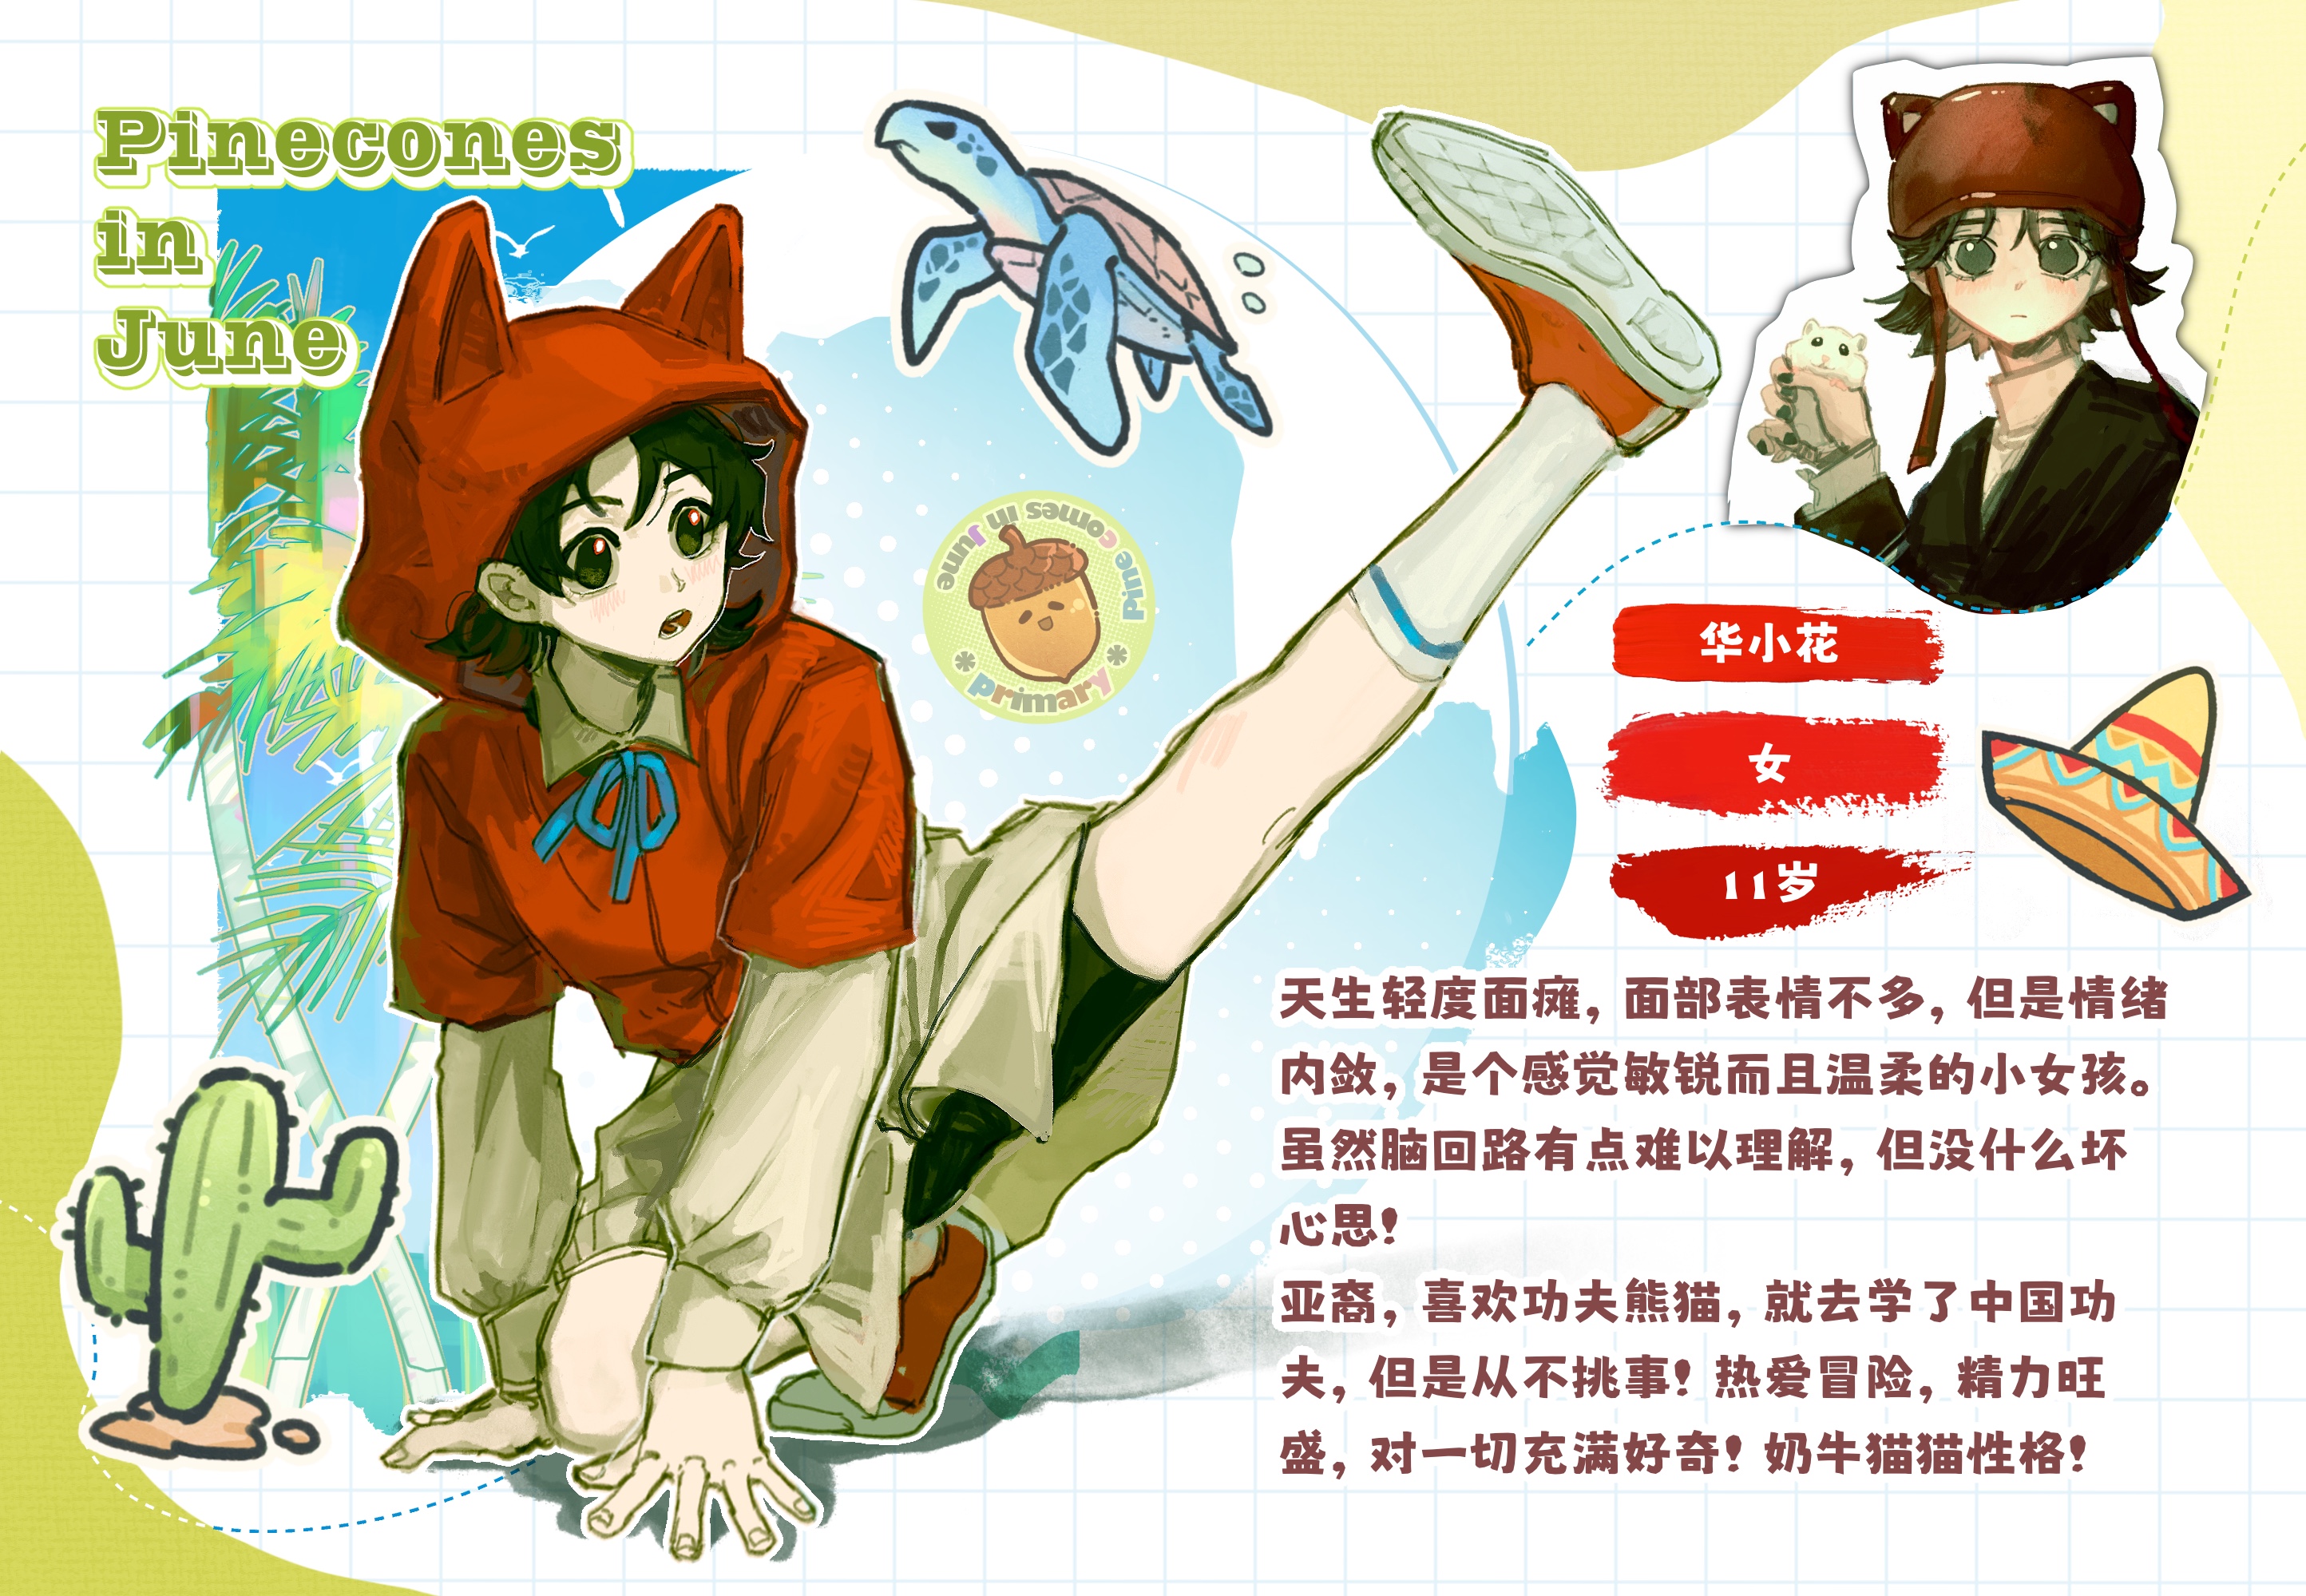 Pinecones
in
June
Pine comes in June
primary
华小花
女
11岁
天生轻度面瘫，面部表情不多，但是情绪
内敛，是个感觉敏锐而且温柔的小女孩。
虽然脑回路有点难以理解，但没什么坏
心思！
亚裔，喜欢功夫熊猫，就去学了中国功
夫，但是从不挑事！热爱冒险，精力旺
盛，对一切充满好奇！奶牛猫猫性格！